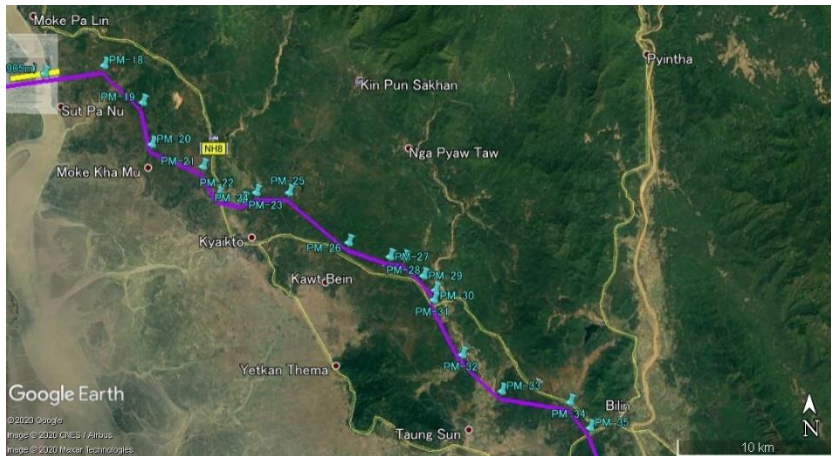 Moke Pa Lin
Pyintha
PM-18
905m)
Kin Pun Sakhan
PM-19
Sut Pa Nu
PM-20
NH8
Nga Pyaw Taw
PM-21
Moke Kha Mu
PM-22
PM-25
PM-24
PM-23
Kyaikto
PM-26
PM-27
PM-28
PM-29
Kawt Bein
PM-30
PM-31
PM-32
Yetkan Thema
PM-33
Google Earth
PM-34
Bilin
N
©2020 Google
PM-35
Image © 2020 CNES / Airbus
Taung Sun
Image © 2020 Maxar Technologies
10 km